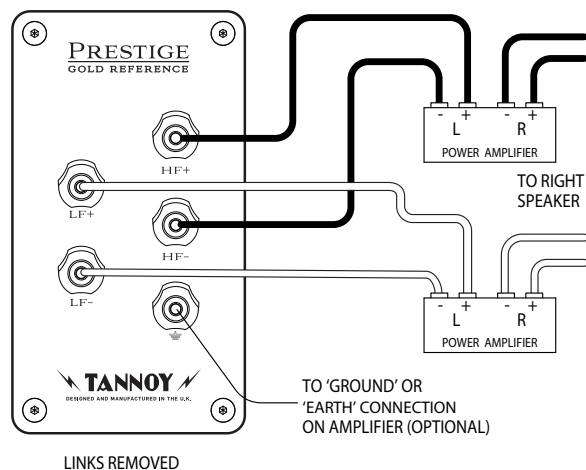 PRESTIGE
GOLD REFERENCE
HF+
LF+
HF-
LF-
TANNOY
DESIGNED AND MANUFACTURED IN THE U.K.
LINKS REMOVED
- +
L
- +
R
POWER AMPLIFIER
TO RIGHT
SPEAKER
- +
L
- +
R
POWER AMPLIFIER
TO ‘GROUND’ OR
‘EARTH’ CONNECTION
ON AMPLIFIER (OPTIONAL)